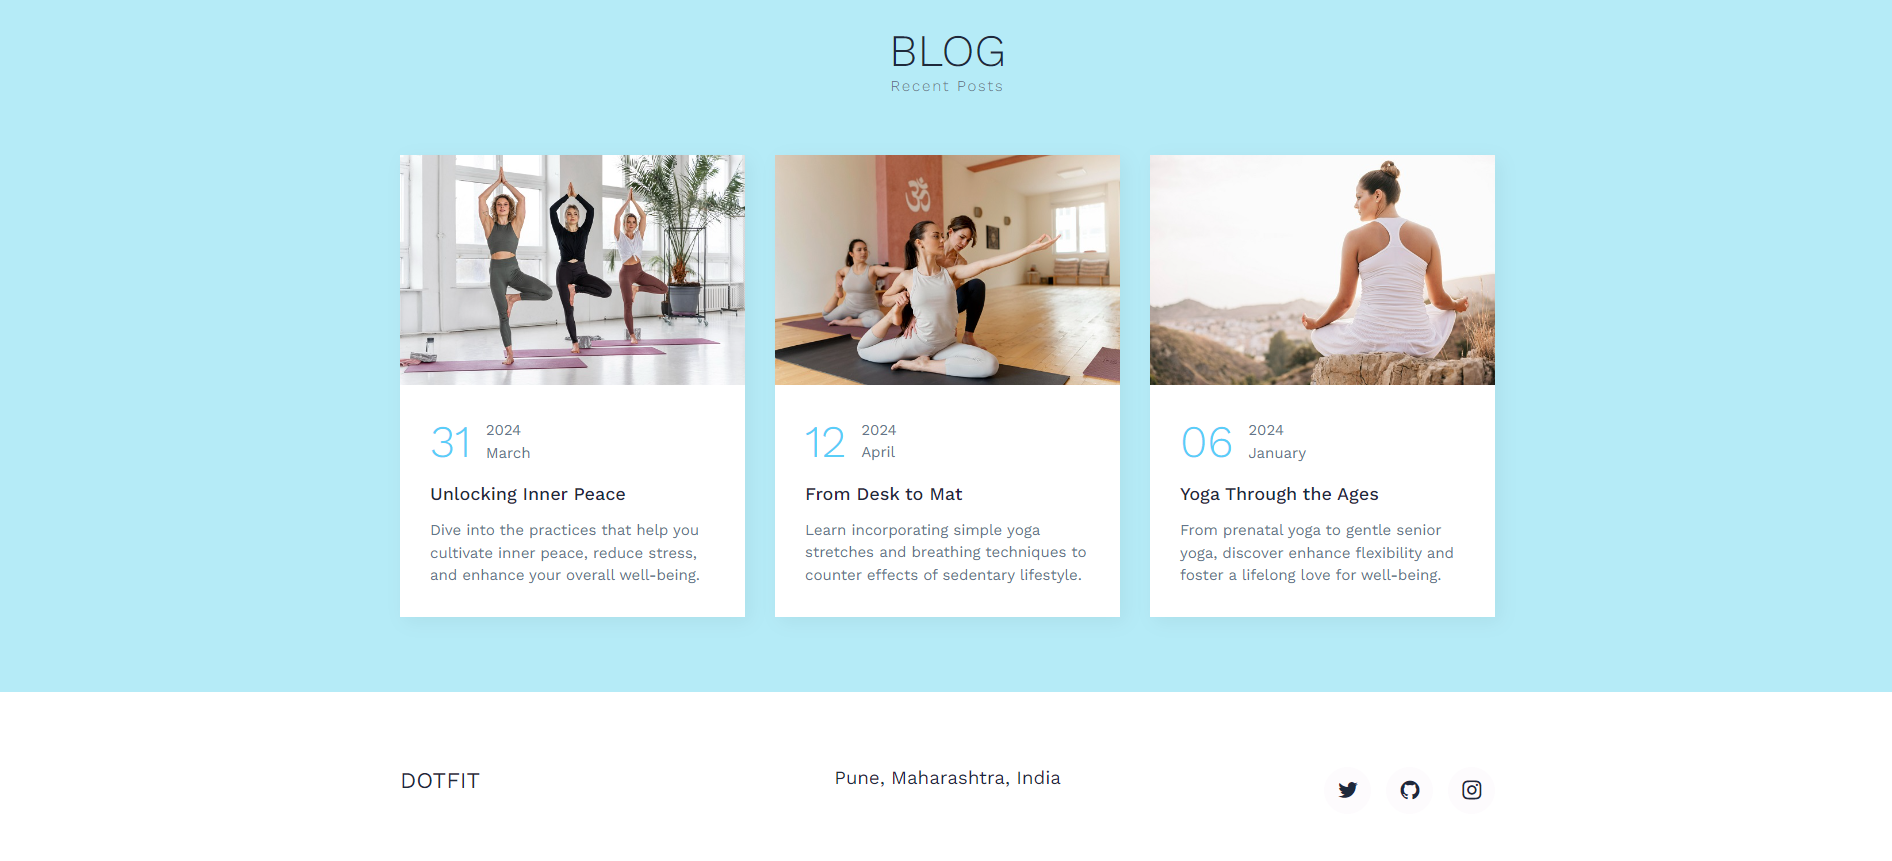 BLOG
Recent Posts
ॐ
31
2024
March
Unlocking Inner Peace
Dive into the practices that help you
cultivate inner peace, reduce stress,
and enhance your overall well-being.
12
2024
April
From Desk to Mat
Learn incorporating simple yoga
stretches and breathing techniques to
counter effects of sedentary lifestyle.
06
2024
January
Yoga Through the Ages
From prenatal yoga to gentle senior
yoga, discover enhance flexibility and
foster a lifelong love for well-being.
DOTFIT
Pune, Maharashtra, India